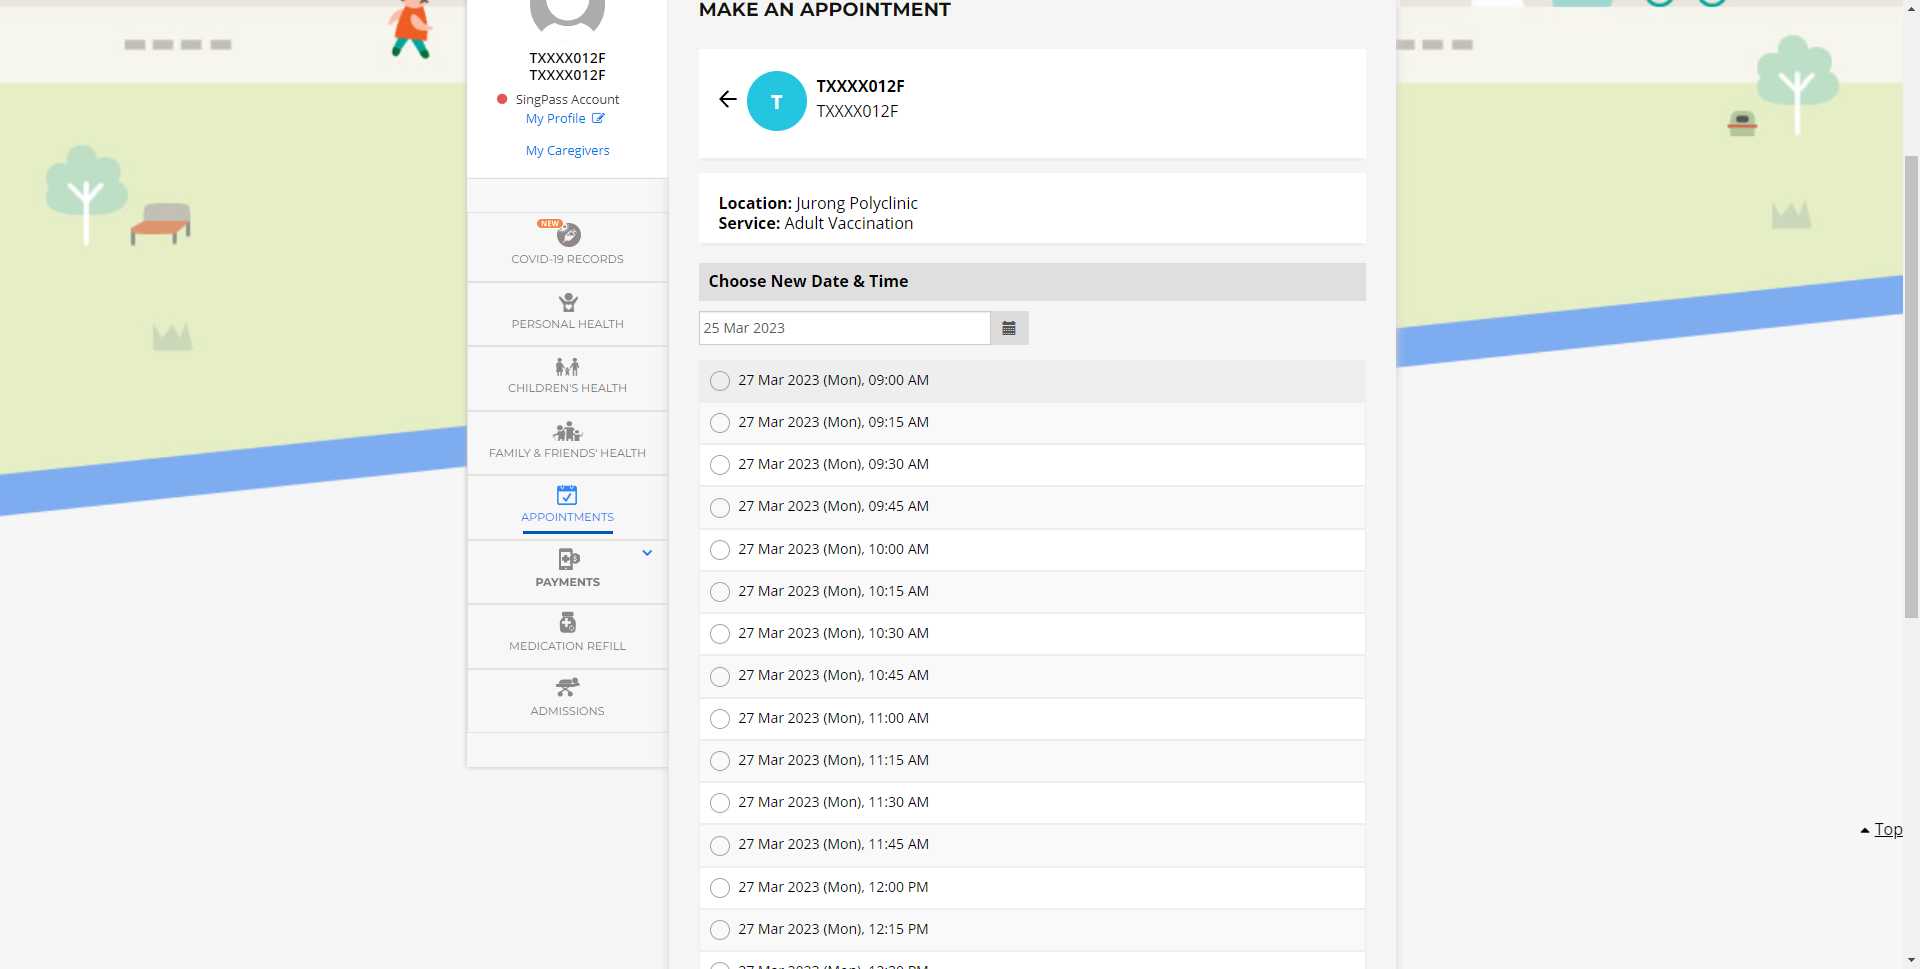 TXXXX012F
TXXXX012F
SingPass Account
My Profile
My Caregivers
NEW
COVID-19 RECORDS
PERSONAL HEALTH
CHILDREN'S HEALTH
FAMILY & FRIENDS' HEALTH
APPOINTMENTS
PAYMENTS
MEDICATION REFILL
ADMISSIONS
MAKE AN APPOINTMENT
T
TXXXX012F
TXXXX012F
Location: Jurong Polyclinic
Service: Adult Vaccination
Choose New Date & Time
25 Mar 2023
27 Mar 2023 (Mon), 09:00 AM
27 Mar 2023 (Mon), 09:15 AM
27 Mar 2023 (Mon), 09:30 AM
27 Mar 2023 (Mon), 09:45 AM
27 Mar 2023 (Mon), 10:00 AM
27 Mar 2023 (Mon), 10:15 AM
27 Mar 2023 (Mon), 10:30 AM
27 Mar 2023 (Mon), 10:45 AM
27 Mar 2023 (Mon), 11:00 AM
27 Mar 2023 (Mon), 11:15 AM
27 Mar 2023 (Mon), 11:30 AM
27 Mar 2023 (Mon), 11:45 AM
27 Mar 2023 (Mon), 12:00 PM
27 Mar 2023 (Mon), 12:15 PM
Top